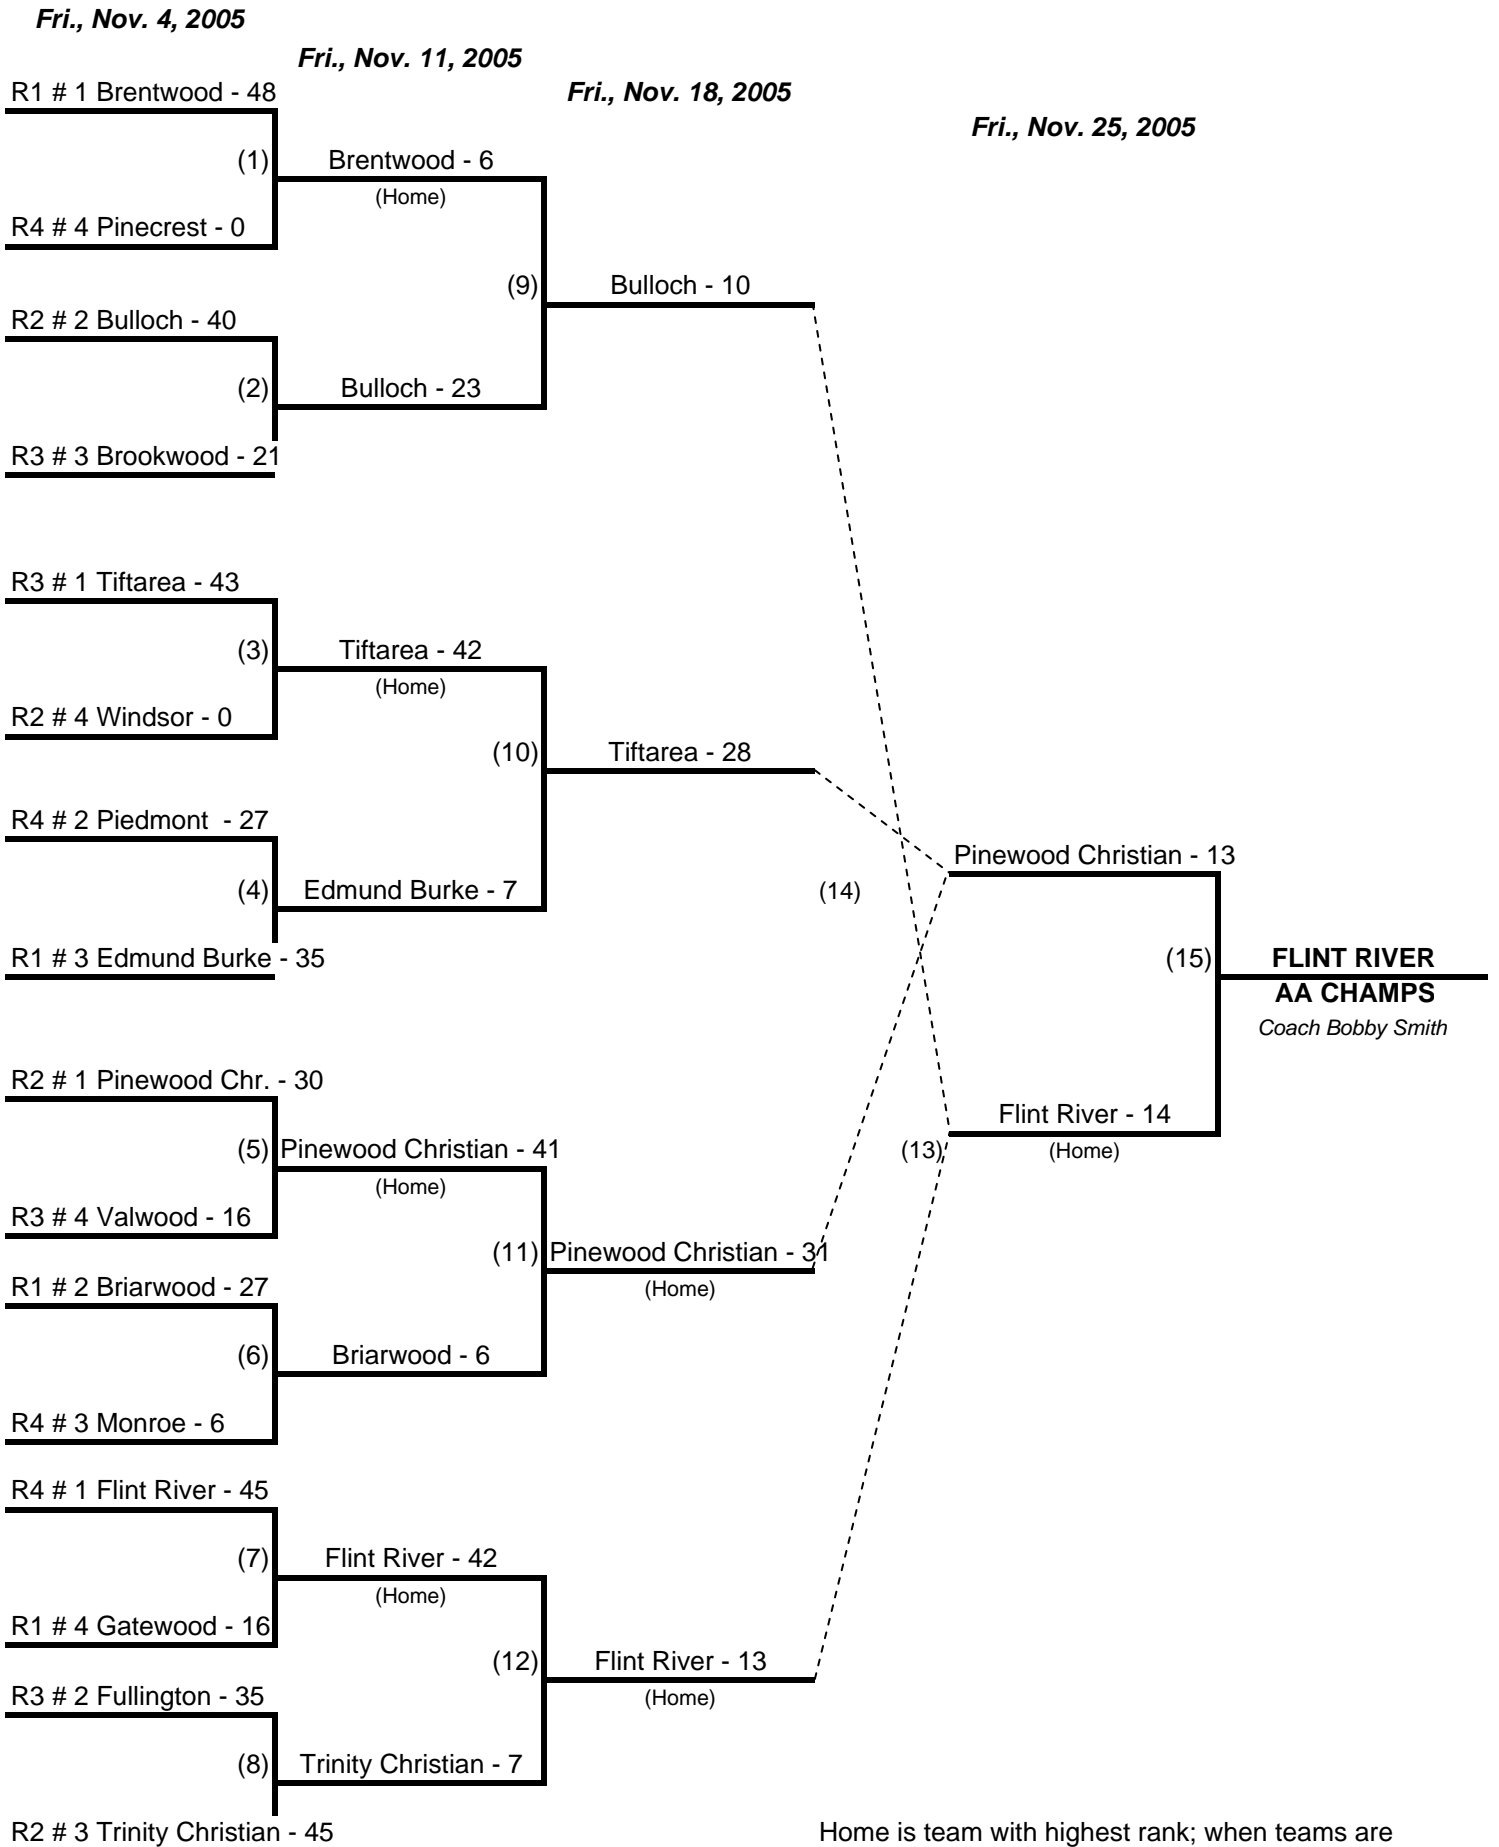 Fri., Nov. 4, 2005
Fri., Nov. 11, 2005
Fri., Nov. 18, 2005
Fri., Nov. 25, 2005
R1 # 1 Brentwood - 48
(1)
Brentwood - 6
(Home)
R4 # 4 Pinecrest - 0
(9)
Bulloch - 10
R2 # 2 Bulloch - 40
(2)
Bulloch - 23
R3 # 3 Brookwood - 21
R3 # 1 Tiftarea - 43
(3)
Tiftarea - 42
(Home)
R2 # 4 Windsor - 0
(10)
Tiftarea - 28
R4 # 2 Piedmont  - 27
Pinewood Christian - 13
(4)
Edmund Burke - 7
(14)
R1 # 3 Edmund Burke - 35
(15)
FLINT RIVER
AA CHAMPS
Coach Bobby Smith
R2 # 1 Pinewood Chr. - 30
Flint River - 14
(Home)
(13)
(5)
Pinewood Christian - 41
(Home)
R3 # 4 Valwood - 16
(11)
Pinewood Christian - 31
(Home)
R1 # 2 Briarwood - 27
(6)
Briarwood - 6
R4 # 3 Monroe - 6
R4 # 1 Flint River - 45
(7)
Flint River - 42
(Home)
R1 # 4 Gatewood - 16
(12)
Flint River - 13
(Home)
R3 # 2 Fullington - 35
(8)
Trinity Christian - 7
R2 # 3 Trinity Christian - 45
Home is team with highest rank; when teams are